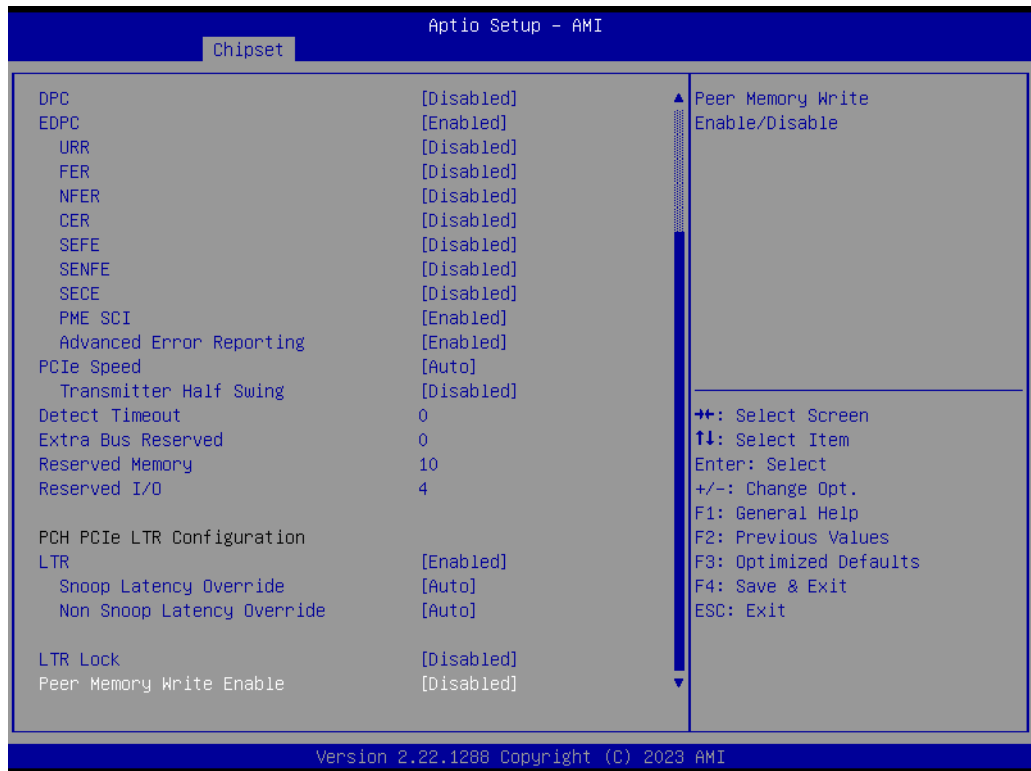 Aptio Setup - AMI
Chipset
DPC [Disabled]
EDPC [Enabled]
URR [Disabled]
FER [Disabled]
NFER [Disabled]
CER [Disabled]
SEFE [Disabled]
SENFE [Disabled]
SECE [Disabled]
PME SCI [Enabled]
Advanced Error Reporting [Enabled]
PCIe Speed [Auto]
Transmitter Half Swing [Disabled]
Detect Timeout 0
Extra Bus Reserved 0
Reserved Memory 10
Reserved I/O 4
PCH PCIe LTR Configuration
LTR [Enabled]
Snoop Latency Override [Auto]
Non Snoop Latency Override [Auto]
LTR Lock [Disabled]
Peer Memory Write Enable [Disabled]
Peer Memory Write
Enable/Disable
→←: Select Screen
↑↓: Select Item
Enter: Select
+/-: Change Opt.
F1: General Help
F2: Previous Values
F3: Optimized Defaults
F4: Save & Exit
ESC: Exit
Version 2.22.1288 Copyright (C) 2023 AMI